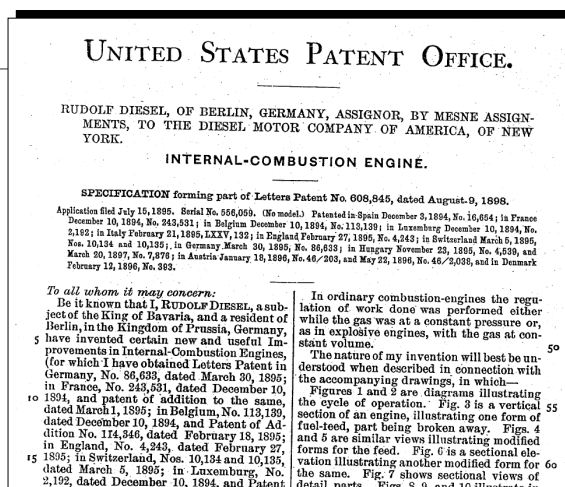 UNITED STATES PATENT OFFICE.
RUDOLF DIESEL, OF BERLIN, GERMANY, ASSIGNOR, BY MESNE ASSIGN-
MENTS, TO THE DIESEL MOTOR COMPANY OF AMERICA, OF NEW
YORK.
INTERNAL-COMBUSTION ENGINE.
SPECIFICATION forming part of Letters Patent No. 608,845, dated August 9, 1898.
Application filed July 15, 1895. Serial No. 556,059. (No model.) Patented in Spain December 3, 1894, No. 16,654; in France
December 10, 1894, No. 243,531; in Belgium December 10, 1894, No. 113,139; in Luxemburg December 10, 1894, No.
2,192; in Italy February 21, 1895, LXXV, 132; in England February 27, 1895, No. 4,243; in Switzerland March 5, 1895,
Nos. 10,134 and 10,135; in Germany March 30, 1895, No. 86,633; in Hungary November 23, 1895, No. 4,539, and
March 20, 1897, No. 7,876; in Austria January 18, 1896, No. 46/203, and May 22, 1896, No. 46/2,038, and in Denmark
February 12, 1896, No. 393.
To all whom it may concern:
Be it known that I, RUDOLF DIESEL, a sub-
ject of the King of Bavaria, and a resident of
Berlin, in the Kingdom of Prussia, Germany,
5 have invented certain new and useful Im-
provements in Internal-Combustion Engines,
(for which I have obtained Letters Patent in
Germany, No. 86,633, dated March 30, 1895;
in France, No. 243,531, dated December 10,
10 1894, and patent of addition to the same,
dated March 1, 1895; in Belgium, No. 113,139,
dated December 10, 1894, and Patent of Ad-
dition No. 114,346, dated February 18, 1895;
in England, No. 4,243, dated February 27,
15 1895; in Switzerland, Nos. 10,134 and 10,135,
dated March 5, 1895; in Luxemburg, No.
2,192, dated December 10, 1894, and Patent
In ordinary combustion-engines the regu-
lation of work done was performed either
while the gas was at a constant pressure or,
as in explosive engines, with the gas at con-
stant volume. 50
The nature of my invention will best be un-
derstood when described in connection with
the accompanying drawings, in which—
Figures 1 and 2 are diagrams illustrating
the cycle of operation. Fig. 3 is a vertical 55
section of an engine, illustrating one form of
fuel-feed, part being broken away. Figs. 4
and 5 are similar views illustrating modified
forms for the feed. Fig. 6 is a sectional ele-
vation illustrating another modified form for 60
the same. Fig. 7 shows sectional views of
detail parts. Figs. 8, 9, and 10 illustrate in